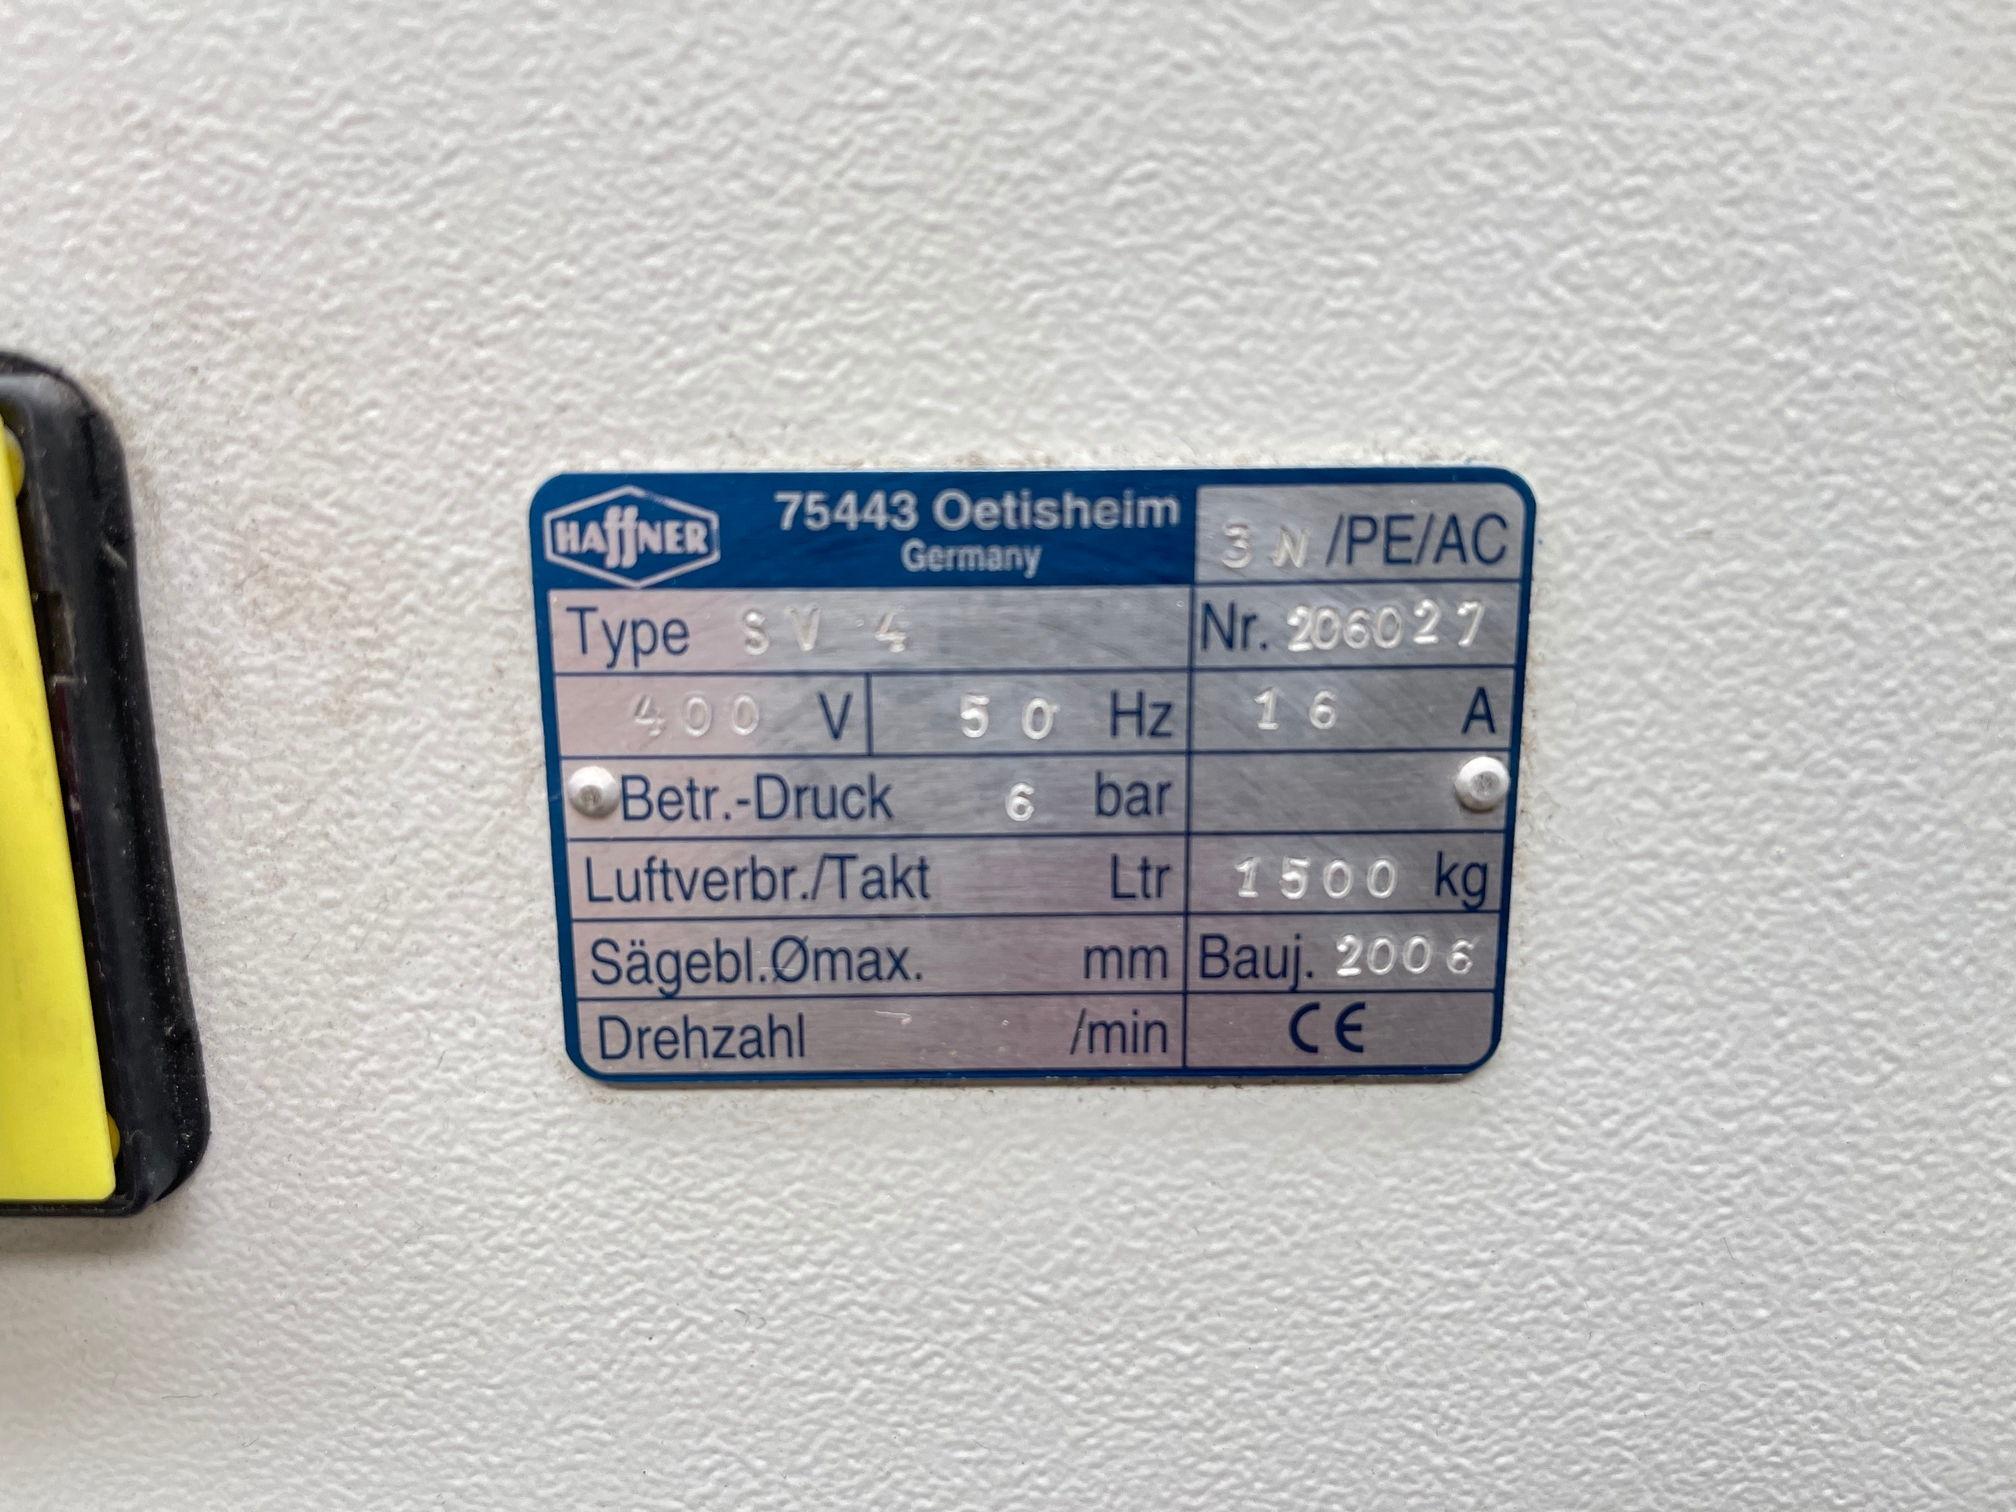 HAffNER 75443 Oetisheim
Germany
3 N /PE/AC
Type S V 4 Nr. 206027
400 V 50 Hz 16 A
Betr.-Druck 6 bar
Luftverbr./Takt Ltr 1500 kg
Sägebl.Ømax. mm Bauj. 2006
Drehzahl /min CE